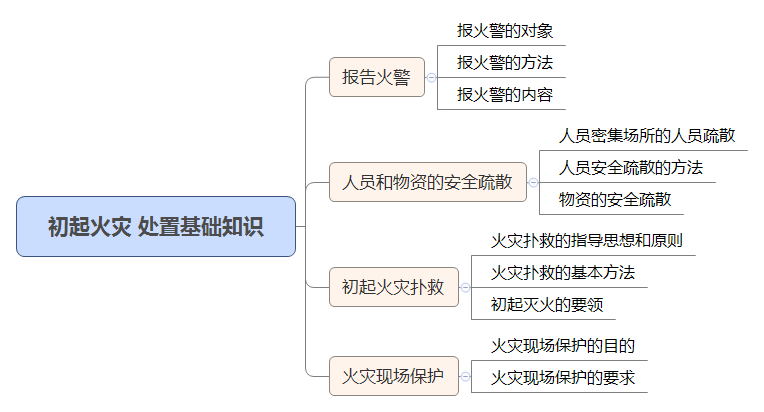 初起火灾 处置基础知识
报告火警
报火警的对象
报火警的方法
报火警的内容
人员和物资的安全疏散
人员密集场所的人员疏散
人员安全疏散的方法
物资的安全疏散
初起火灾扑救
火灾扑救的指导思想和原则
火灾扑救的基本方法
初起灭火的要领
火灾现场保护
火灾现场保护的目的
火灾现场保护的要求